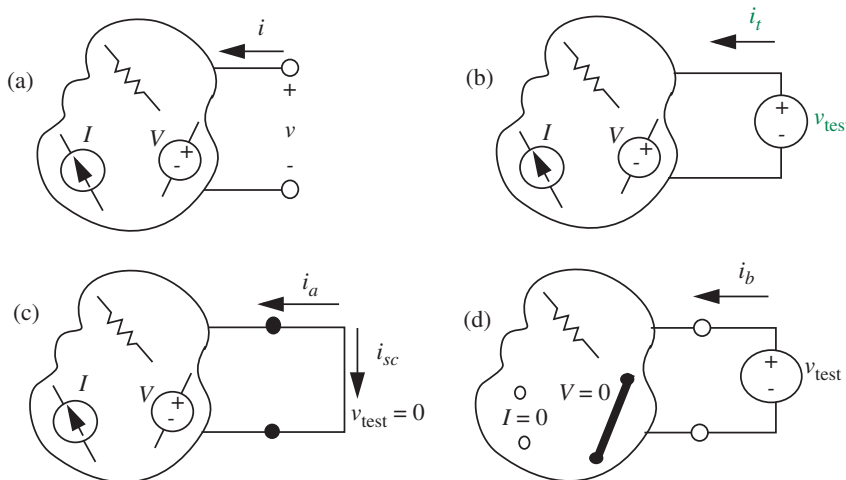 (a)
i
+
v
-
I
V
+
-
(b)
i_t
I
V
+
-
+
-
v_test
(c)
i_a
i_sc
I
V
+
-
v_test = 0
(d)
i_b
I = 0
V = 0
+
-
v_test